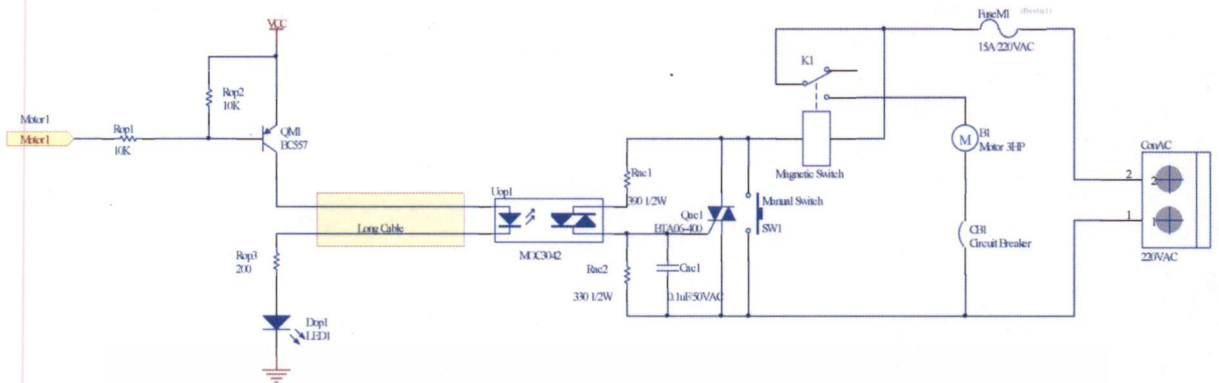 VCC
FuseM1
15A/220VAC
K1
Rop2
10K
Motor1
Motor1
Rop1
10K
QM1
BC557
B1
M
Motor 3HP
ConAC
Magnetic Switch
Rac1
390 1/2W
Uop1
2
2
Manual Switch
Qac1
BTA06-400
SW1
Long Cable
1
1
CB1
Circuit Breaker
MOC3042
220VAC
Rop3
200
Rac2
330 1/2W
Cac1
0.1uF/50VAC
Dop1
LED1